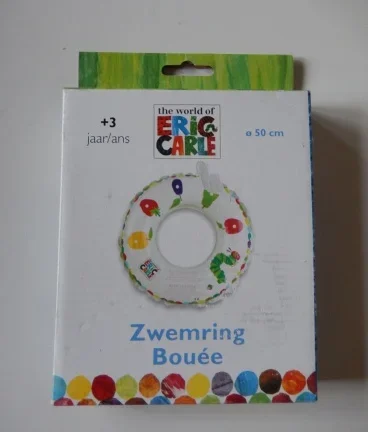 +3
jaar/ans
the world of
ERIC
CARLE
ø 50 cm
Zwemring
Bouée